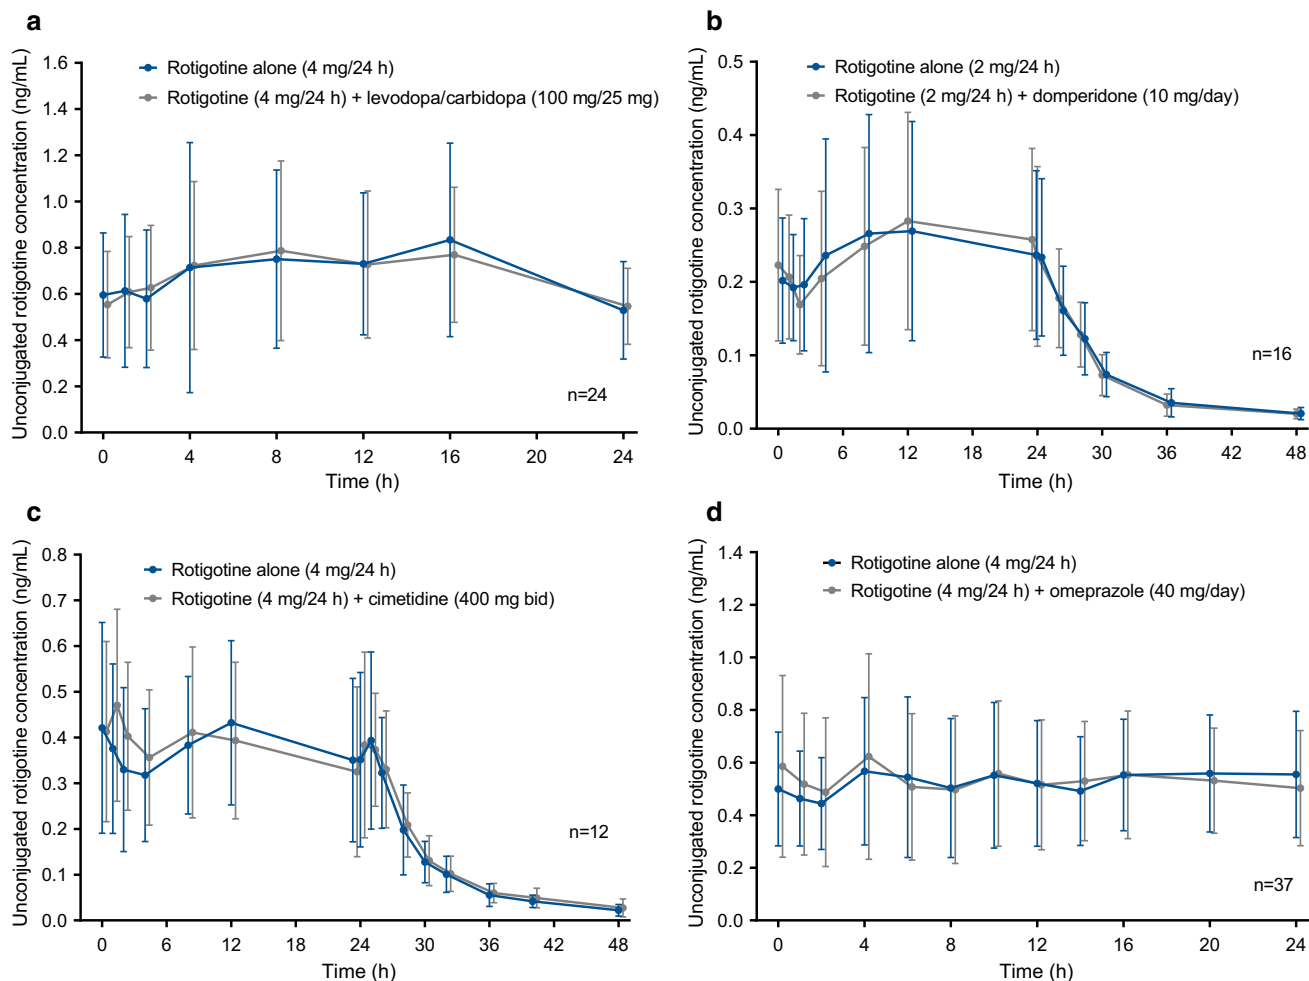 a
Unconjugated rotigotine concentration (ng/mL)
1.6
1.4
1.2
1.0
0.8
0.6
0.4
0.2
0.0
Rotigotine alone (4 mg/24 h)
Rotigotine (4 mg/24 h) + levodopa/carbidopa (100 mg/25 mg)
n=24
0 4 8 12 16 20 24
Time (h)
b
Unconjugated rotigotine concentration (ng/mL)
0.5
0.4
0.3
0.2
0.1
0.0
Rotigotine alone (2 mg/24 h)
Rotigotine (2 mg/24 h) + domperidone (10 mg/day)
n=16
0 6 12 18 24 30 36 42 48
Time (h)
c
Unconjugated rotigotine concentration (ng/mL)
0.8
0.7
0.6
0.5
0.4
0.3
0.2
0.1
0.0
Rotigotine alone (4 mg/24 h)
Rotigotine (4 mg/24 h) + cimetidine (400 mg bid)
n=12
0 6 12 18 24 30 36 42 48
Time (h)
d
Unconjugated rotigotine concentration (ng/mL)
1.4
1.2
1.0
0.8
0.6
0.4
0.2
0.0
Rotigotine alone (4 mg/24 h)
Rotigotine (4 mg/24 h) + omeprazole (40 mg/day)
n=37
0 4 8 12 16 20 24
Time (h)